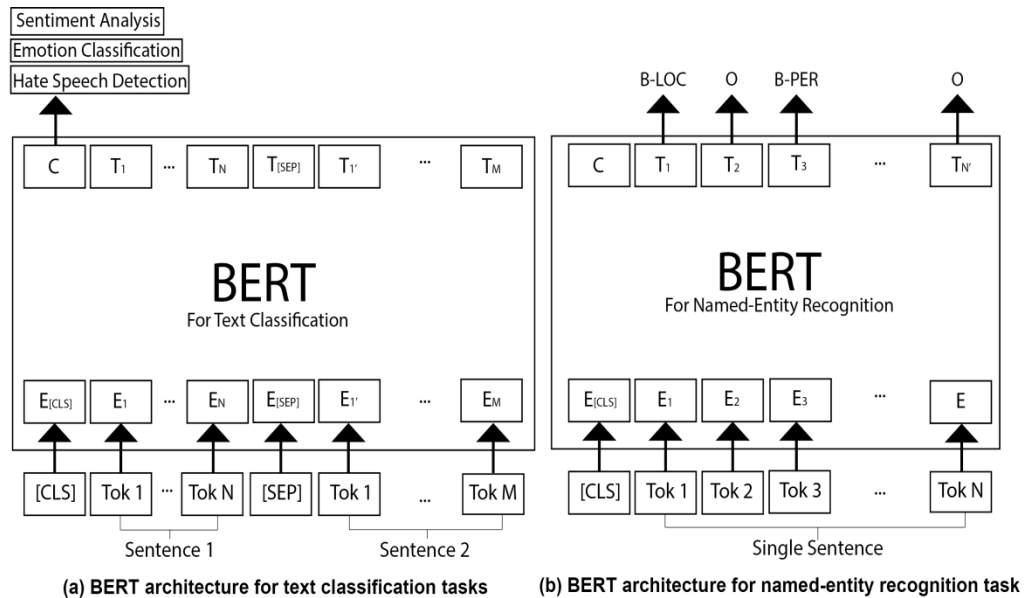 Sentiment Analysis
Emotion Classification
Hate Speech Detection
C T1 ... TN T[SEP] T1' ... TM
BERT
For Text Classification
E[CLS] E1 ... EN E[SEP] E1' ... EM
[CLS] Tok 1 ... Tok N [SEP] Tok 1 ... Tok M
Sentence 1 Sentence 2
(a) BERT architecture for text classification tasks
B-LOC O B-PER O
C T1 T2 T3 ... TN'
BERT
For Named-Entity Recognition
E[CLS] E1 E2 E3 ... E
[CLS] Tok 1 Tok 2 Tok 3 ... Tok N
Single Sentence
(b) BERT architecture for named-entity recognition task